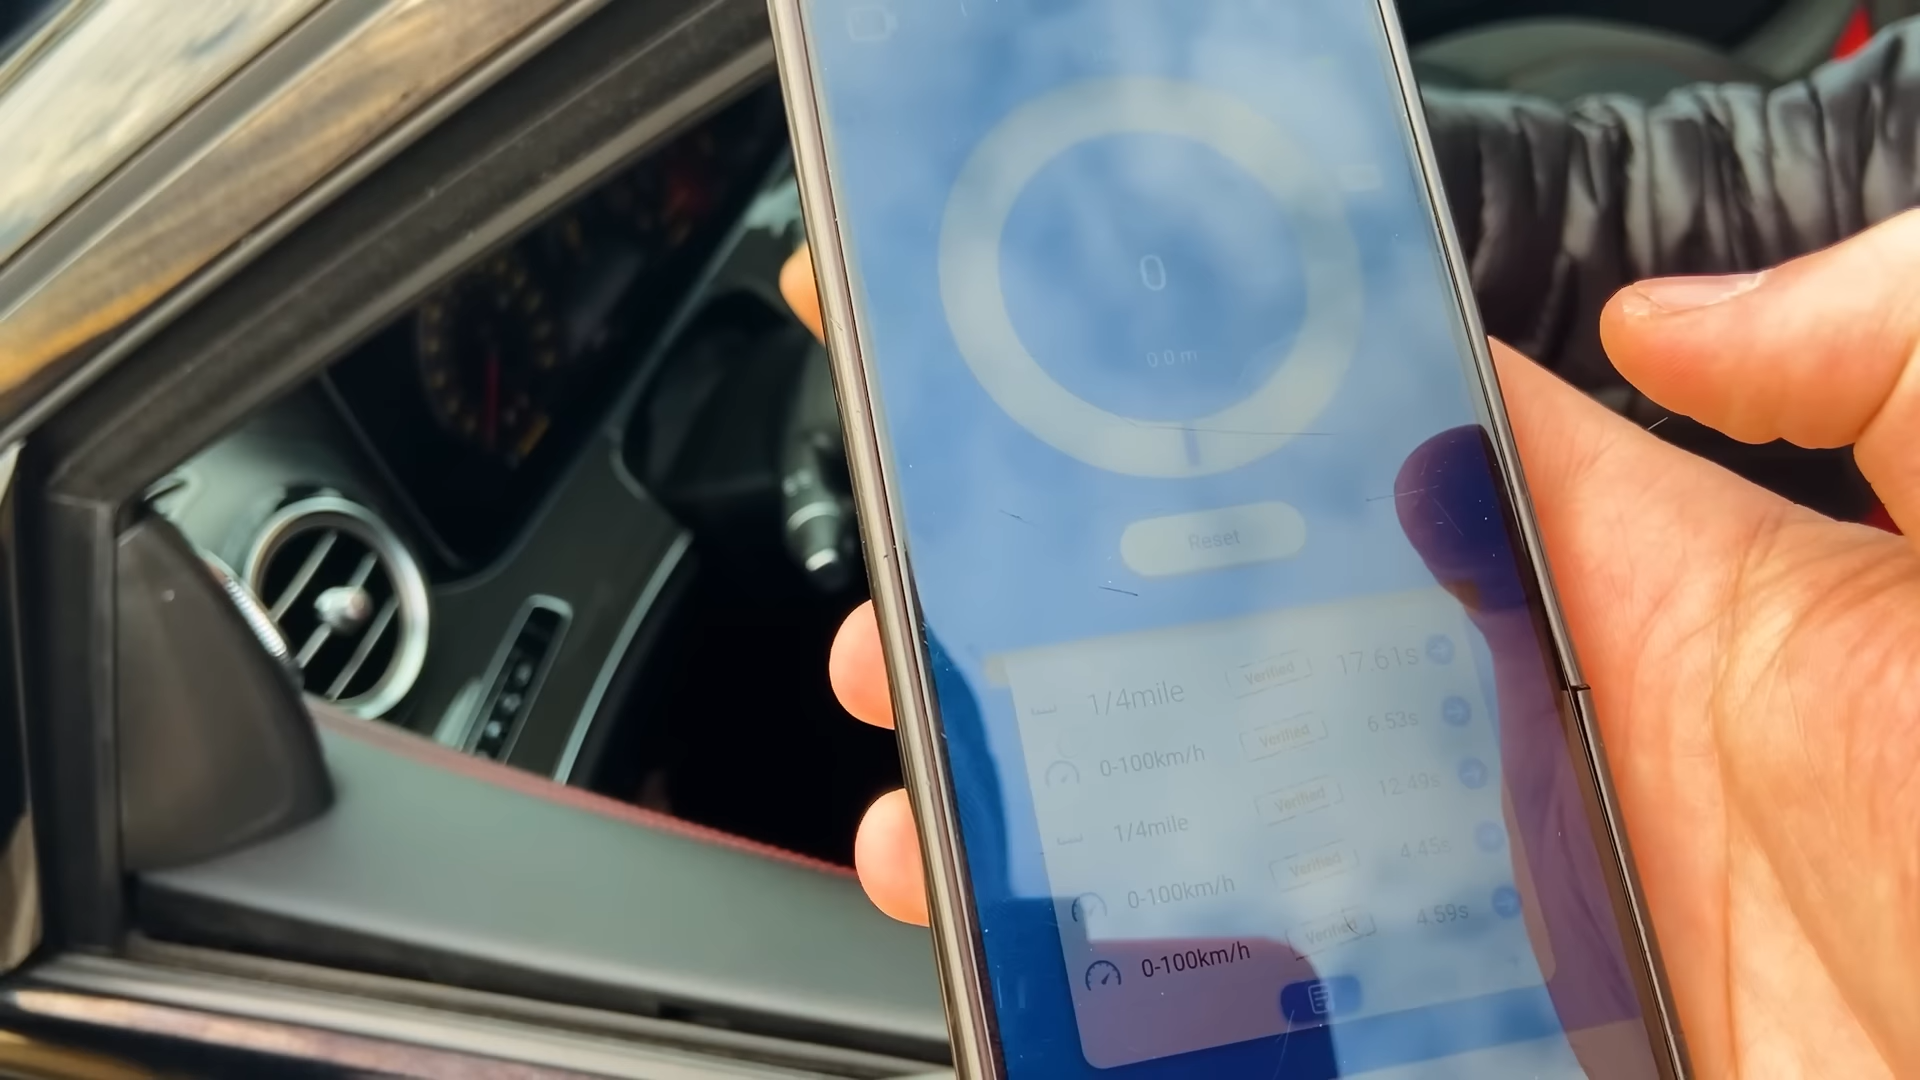 0
0.0 m
Reset
1/4mile Verified 17.61s
0-100km/h Verified 6.53s
1/4mile Verified 12.49s
0-100km/h Verified 4.45s
0-100km/h Verified 4.59s